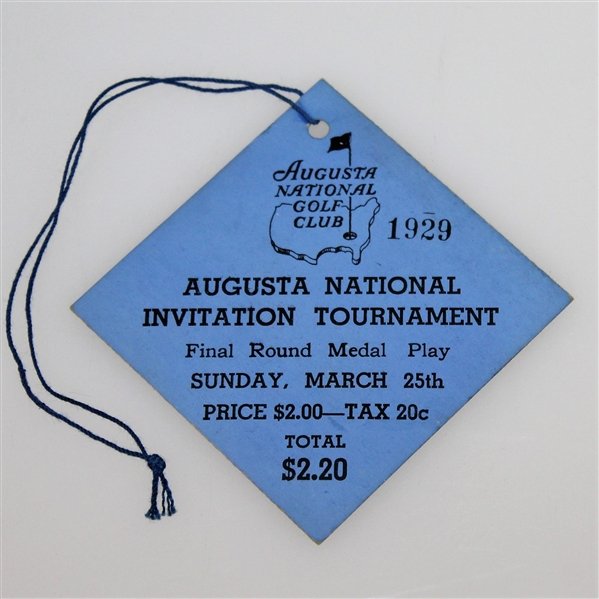 AUGUSTA
NATIONAL
GOLF
CLUB
1929
AUGUSTA NATIONAL
INVITATION TOURNAMENT
Final Round Medal Play
SUNDAY, MARCH 25th
PRICE $2.00—TAX 20c
TOTAL
$2.20